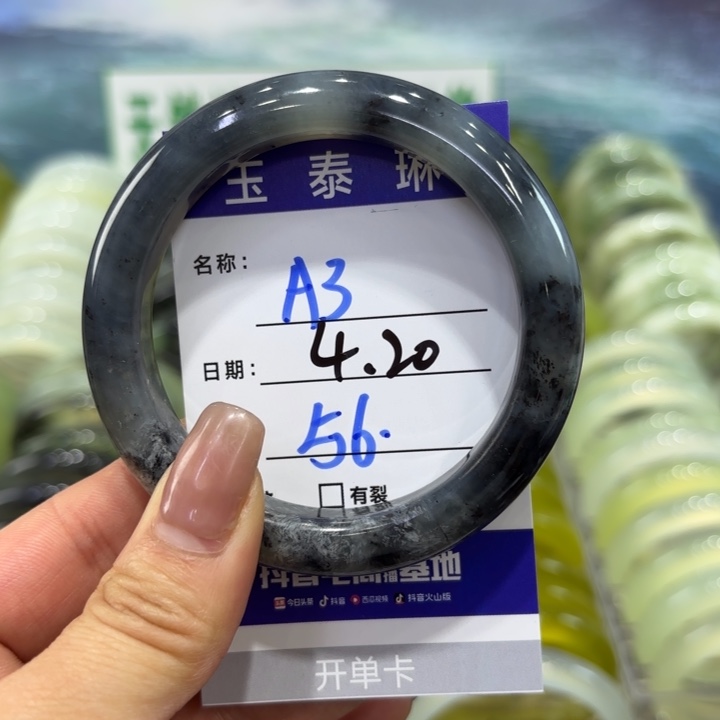 玉泰琳
名称： A3
日期： 4.20
56.
有裂
今日头条 抖音 西瓜视频 抖音火山版
开单卡